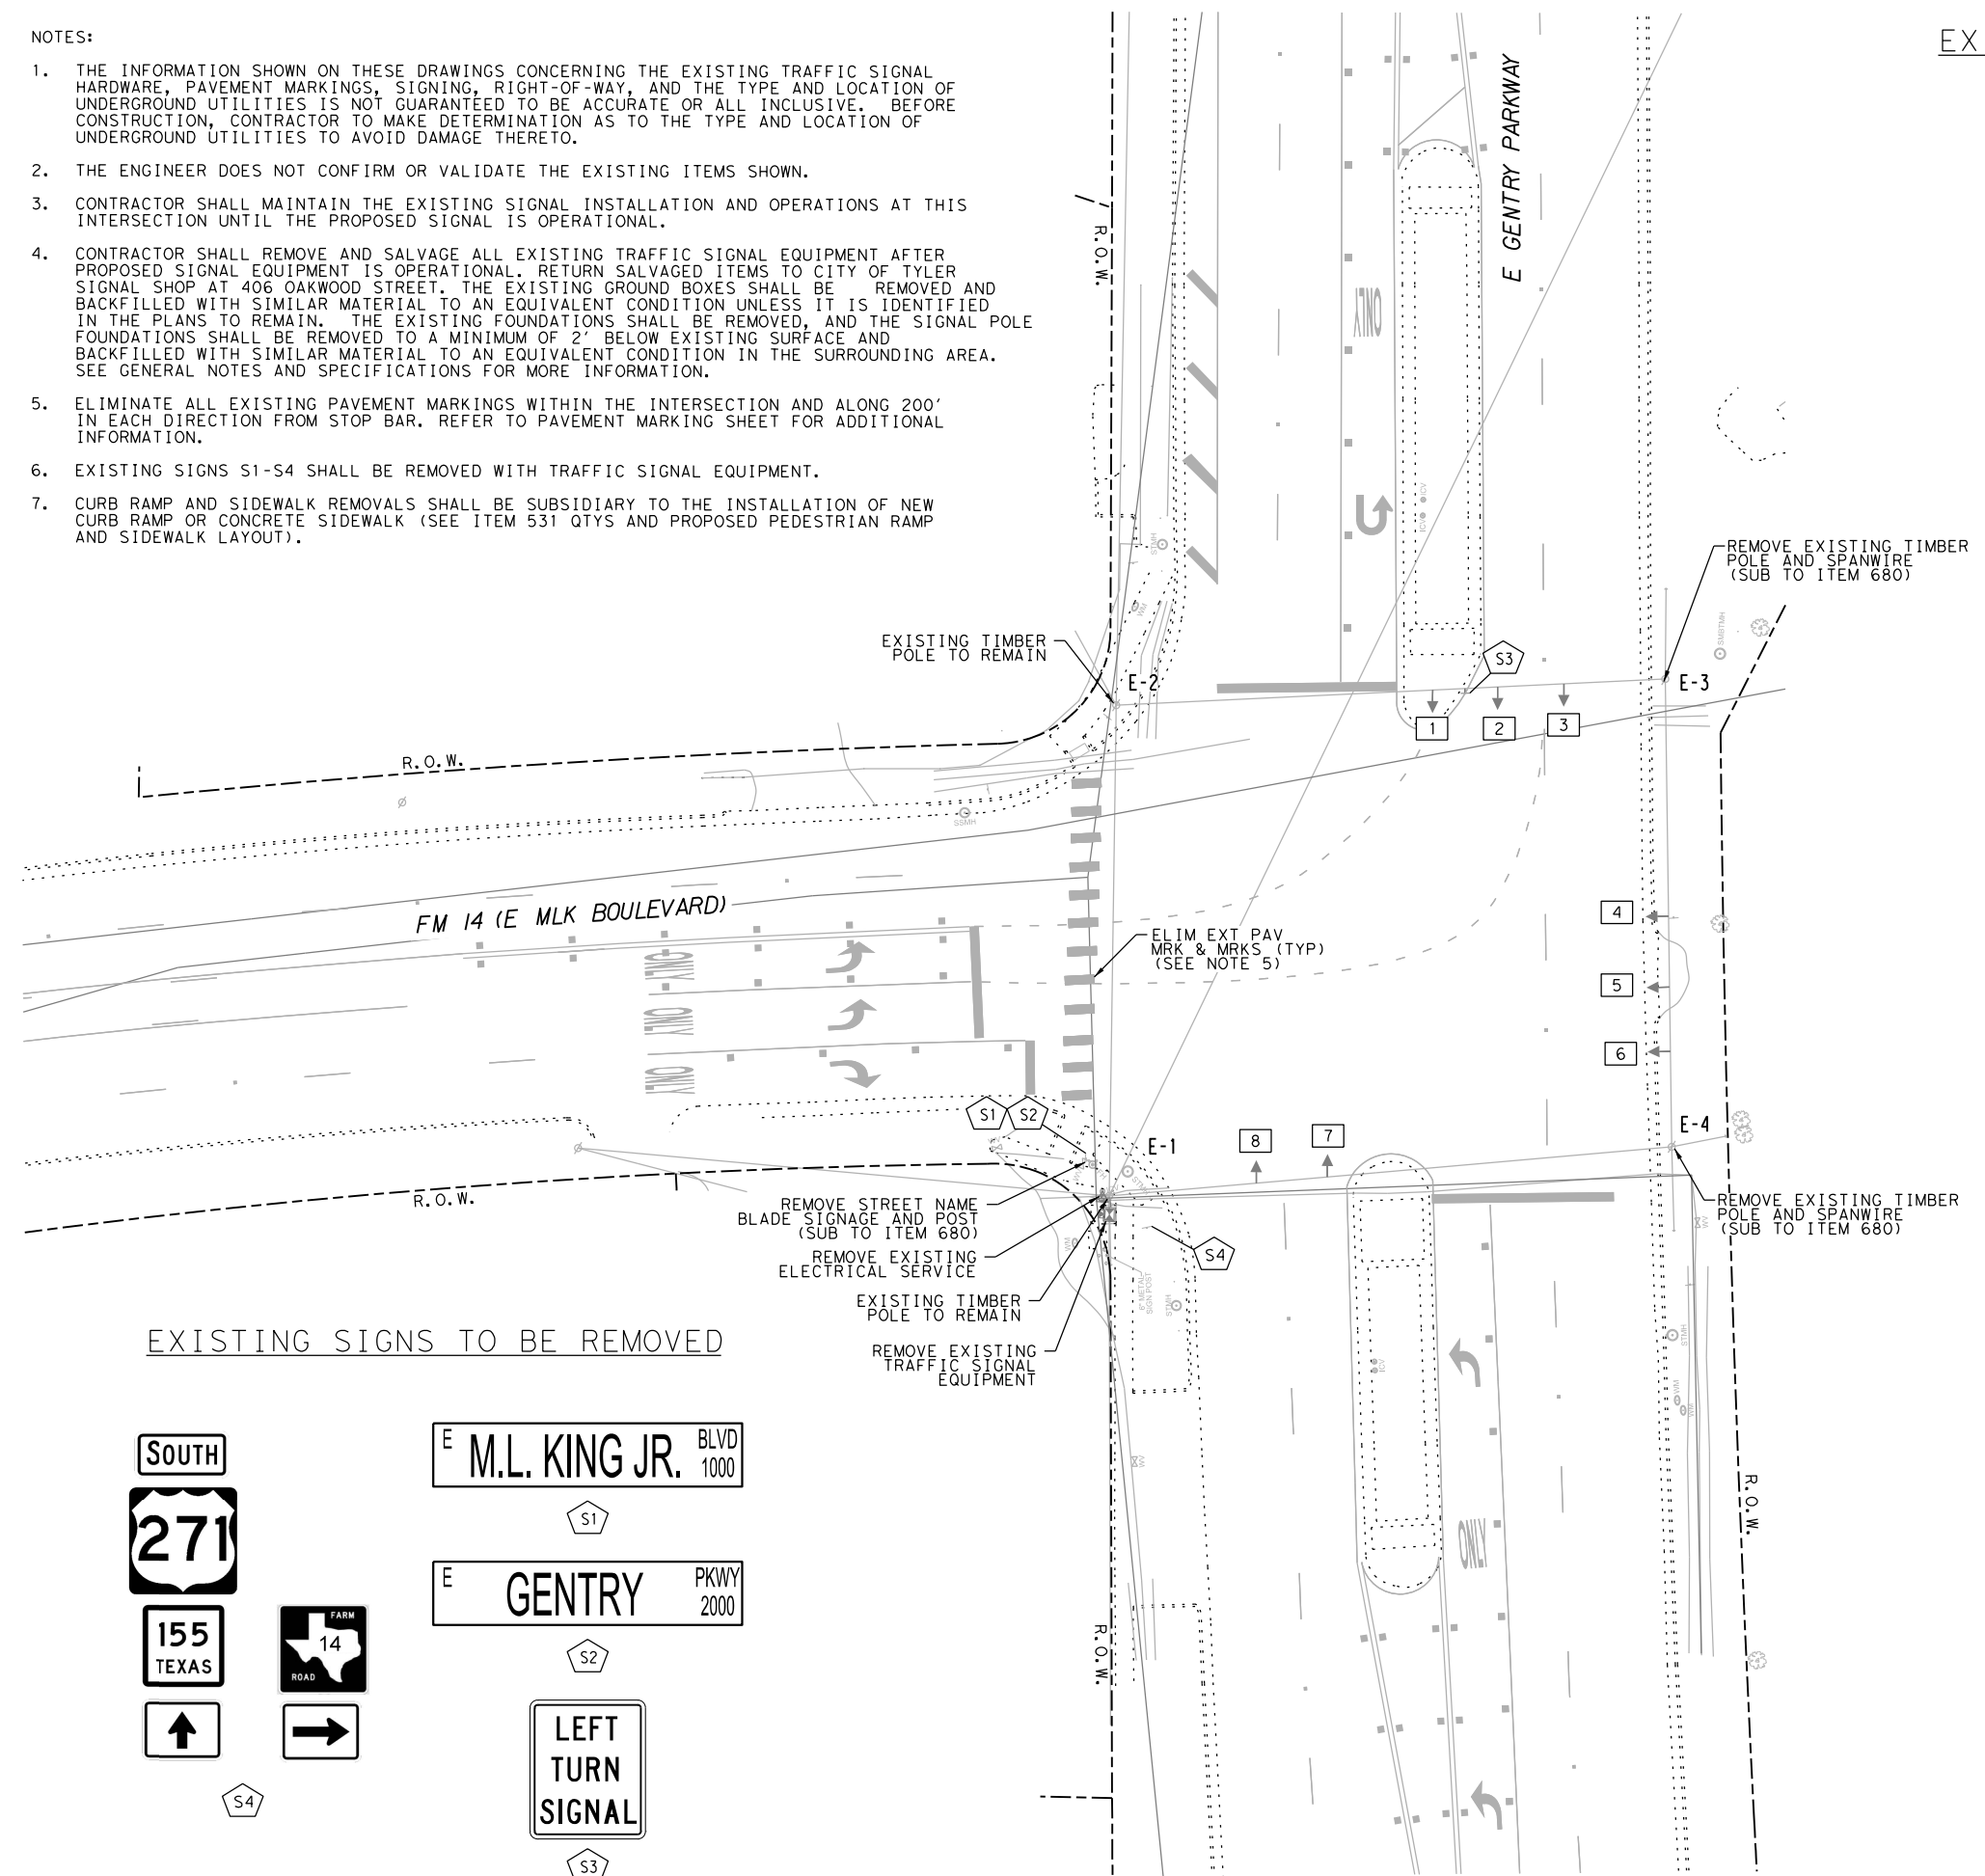 NOTES:
1. THE INFORMATION SHOWN ON THESE DRAWINGS CONCERNING THE EXISTING TRAFFIC SIGNAL
HARDWARE, PAVEMENT MARKINGS, SIGNING, RIGHT-OF-WAY, AND THE TYPE AND LOCATION OF
UNDERGROUND UTILITIES IS NOT GUARANTEED TO BE ACCURATE OR ALL INCLUSIVE. BEFORE
CONSTRUCTION, CONTRACTOR TO MAKE DETERMINATION AS TO THE TYPE AND LOCATION OF
UNDERGROUND UTILITIES TO AVOID DAMAGE THERETO.
2. THE ENGINEER DOES NOT CONFIRM OR VALIDATE THE EXISTING ITEMS SHOWN.
3. CONTRACTOR SHALL MAINTAIN THE EXISTING SIGNAL INSTALLATION AND OPERATIONS AT THIS
INTERSECTION UNTIL THE PROPOSED SIGNAL IS OPERATIONAL.
4. CONTRACTOR SHALL REMOVE AND SALVAGE ALL EXISTING TRAFFIC SIGNAL EQUIPMENT AFTER
PROPOSED SIGNAL EQUIPMENT IS OPERATIONAL. RETURN SALVAGED ITEMS TO CITY OF TYLER
SIGNAL SHOP AT 406 OAKWOOD STREET. THE EXISTING GROUND BOXES SHALL BE REMOVED AND
BACKFILLED WITH SIMILAR MATERIAL TO AN EQUIVALENT CONDITION UNLESS IT IS IDENTIFIED
IN THE PLANS TO REMAIN. THE EXISTING FOUNDATIONS SHALL BE REMOVED, AND THE SIGNAL POLE
FOUNDATIONS SHALL BE REMOVED TO A MINIMUM OF 2' BELOW EXISTING SURFACE AND
BACKFILLED WITH SIMILAR MATERIAL TO AN EQUIVALENT CONDITION IN THE SURROUNDING AREA.
SEE GENERAL NOTES AND SPECIFICATIONS FOR MORE INFORMATION.
5. ELIMINATE ALL EXISTING PAVEMENT MARKINGS WITHIN THE INTERSECTION AND ALONG 200'
IN EACH DIRECTION FROM STOP BAR. REFER TO PAVEMENT MARKING SHEET FOR ADDITIONAL
INFORMATION.
6. EXISTING SIGNS S1-S4 SHALL BE REMOVED WITH TRAFFIC SIGNAL EQUIPMENT.
7. CURB RAMP AND SIDEWALK REMOVALS SHALL BE SUBSIDIARY TO THE INSTALLATION OF NEW
CURB RAMP OR CONCRETE SIDEWALK (SEE ITEM 531 QTYS AND PROPOSED PEDESTRIAN RAMP
AND SIDEWALK LAYOUT).
EX
E GENTRY PARKWAY
R.O.W.
ONLY
ICV
ICV
STMH
WM
SMBTMH
REMOVE EXISTING TIMBER
POLE AND SPANWIRE
(SUB TO ITEM 680)
EXISTING TIMBER
POLE TO REMAIN
E-2
S3
E-3
1
2
3
R.O.W.
SSMH
FM 14 (E MLK BOULEVARD)
ONLY
ONLY
ONLY
ELIM EXT PAV
MRK & MRKS (TYP)
(SEE NOTE 5)
4
5
6
S1
S2
E-1
8
7
E-4
R.O.W.
REMOVE STREET NAME
BLADE SIGNAGE AND POST
(SUB TO ITEM 680)
REMOVE EXISTING
ELECTRICAL SERVICE
EXISTING TIMBER
POLE TO REMAIN
REMOVE EXISTING
TRAFFIC SIGNAL
EQUIPMENT
S4
REMOVE EXISTING TIMBER
POLE AND SPANWIRE
(SUB TO ITEM 680)
WM
WV
6" METAL
SIGN POST
STMH
STMH
WM
WM
ICV
WV
ONLY
R.O.W.
R.O.W.
EXISTING SIGNS TO BE REMOVED
SOUTH
271
155
TEXAS
FARM
14
ROAD
S4
E M.L. KING JR. BLVD
1000
S1
E GENTRY PKWY
2000
S2
LEFT
TURN
SIGNAL
S3